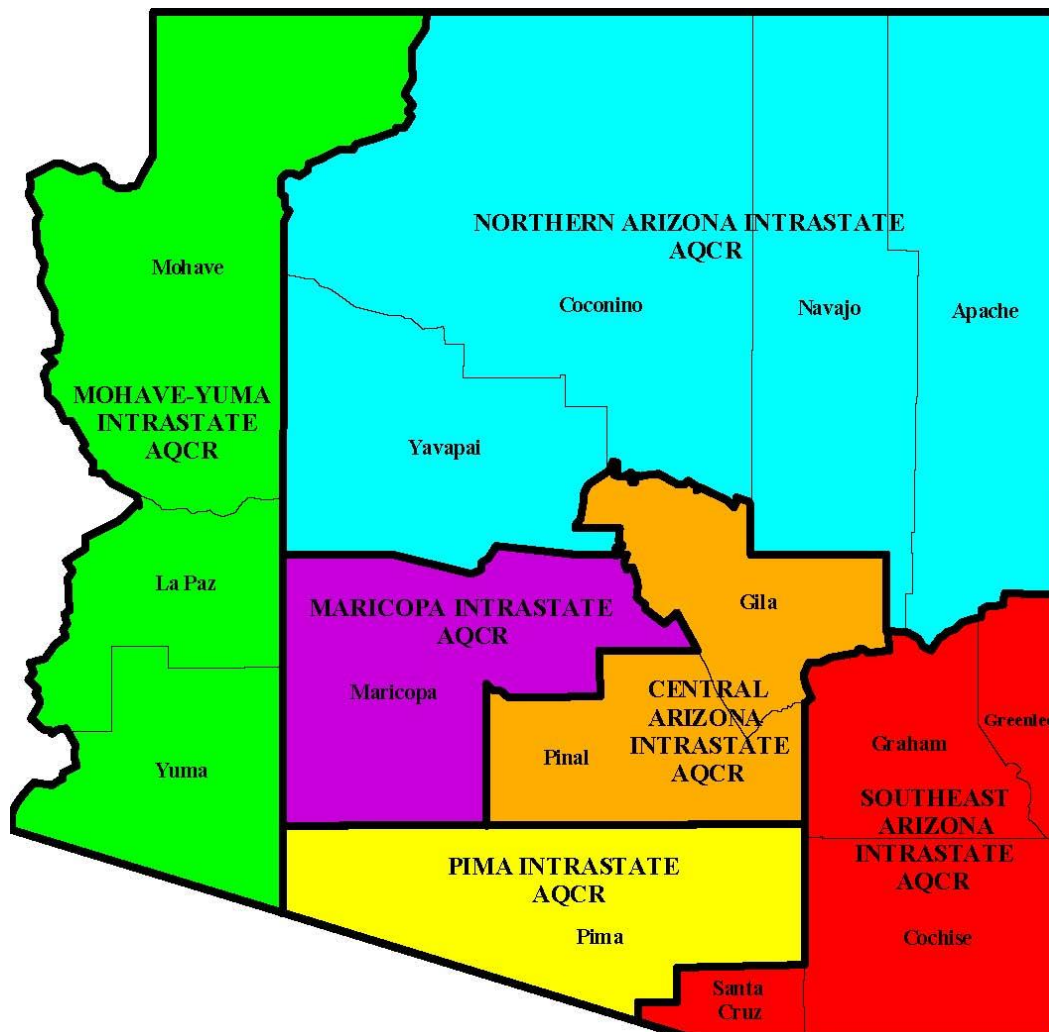 NORTHERN ARIZONA INTRASTATE
AQCR
Mohave
Coconino
Navajo
Apache
MOHAVE-YUMA
INTRASTATE
AQCR
Yavapai
La Paz
MARICOPA INTRASTATE
AQCR
Gila
Maricopa
CENTRAL
ARIZONA
INTRASTATE
AQCR
Pinal
Yuma
Greenlee
Graham
SOUTHEAST
ARIZONA
INTRASTATE
AQCR
PIMA INTRASTATE
AQCR
Pima
Cochise
Santa
Cruz